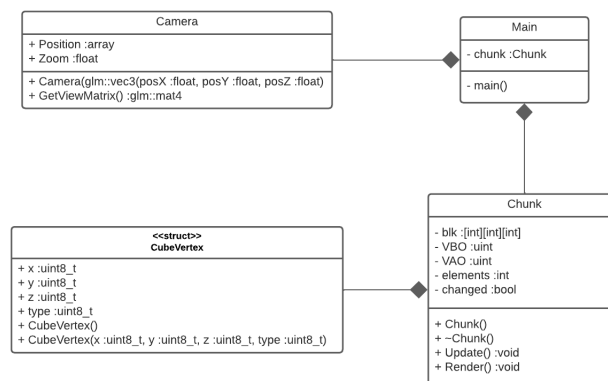 Camera
+ Position :array
+ Zoom :float
+ Camera(glm::vec3(posX :float, posY :float, posZ :float)
+ GetViewMatrix() :glm::mat4
Main
- chunk :Chunk
- main()
<<struct>>
CubeVertex
+ x :uint8_t
+ y :uint8_t
+ z :uint8_t
+ type :uint8_t
+ CubeVertex()
+ CubeVertex(x :uint8_t, y :uint8_t, z :uint8_t, type :uint8_t)
Chunk
- blk :[int][int][int]
- VBO :uint
- VAO :uint
- elements :int
- changed :bool
+ Chunk()
+ ~Chunk()
+ Update() :void
+ Render() :void